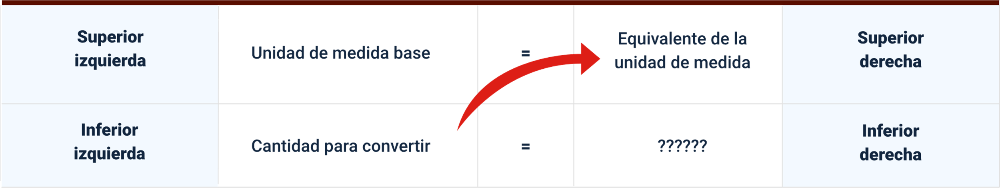 Superior
izquierda
Unidad de medida base
=
Equivalente de la
unidad de medida
Superior
derecha
Inferior
izquierda
Cantidad para convertir
=
??????
Inferior
derecha